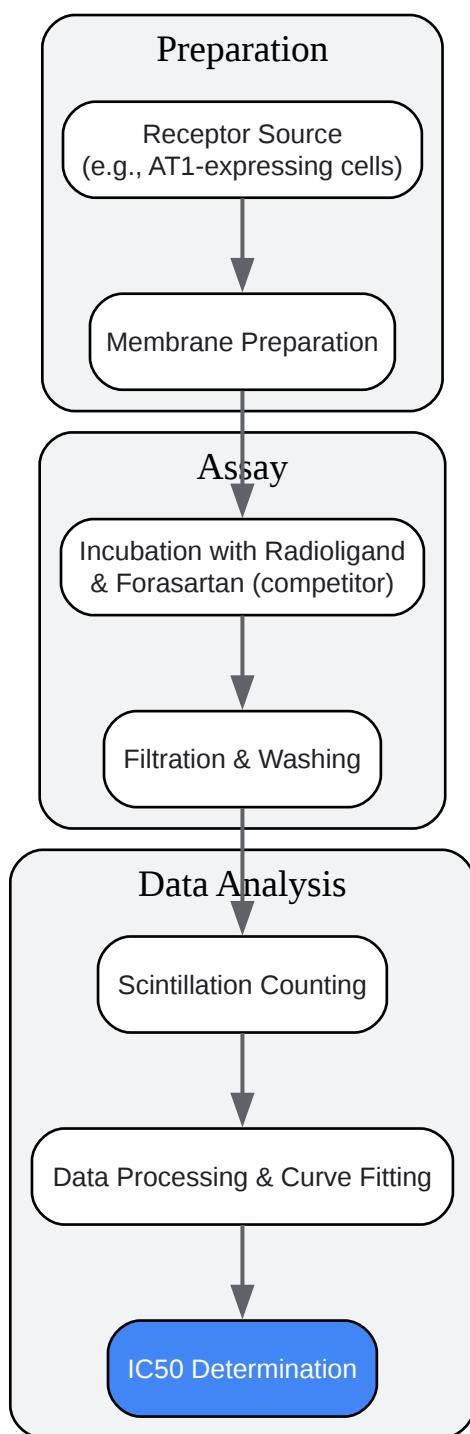 Preparation
Receptor Source
(e.g., AT1-expressing cells)
Membrane Preparation
Assay
Incubation with Radioligand
& Forasartan (competitor)
Filtration & Washing
Data Analysis
Scintillation Counting
Data Processing & Curve Fitting
IC50 Determination